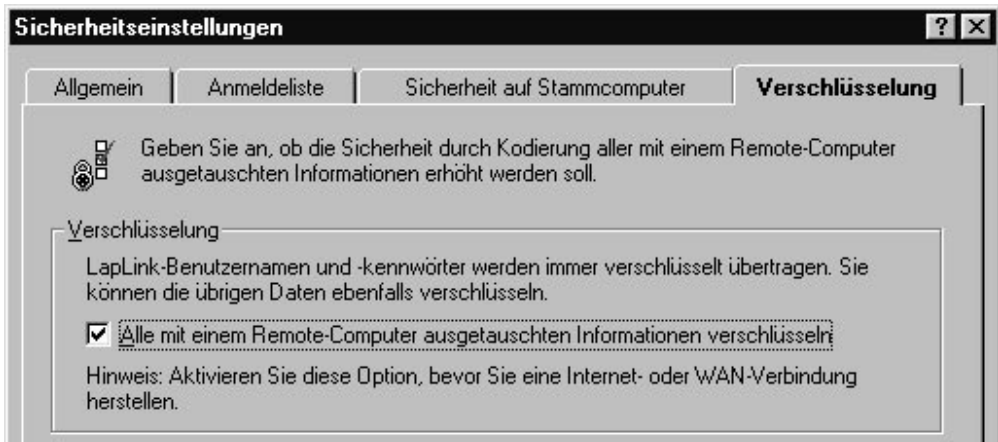 Sicherheitseinstellungen
Allgemein Anmeldeliste Sicherheit auf Stammcomputer Verschlüsselung
Geben Sie an, ob die Sicherheit durch Kodierung aller mit einem Remote-Computer
ausgetauschten Informationen erhöht werden soll.
Verschlüsselung
LapLink-Benutzernamen und -kennwörter werden immer verschlüsselt übertragen. Sie
können die übrigen Daten ebenfalls verschlüsseln.
Alle mit einem Remote-Computer ausgetauschten Informationen verschlüsseln
Hinweis: Aktivieren Sie diese Option, bevor Sie eine Internet- oder WAN-Verbindung
herstellen.